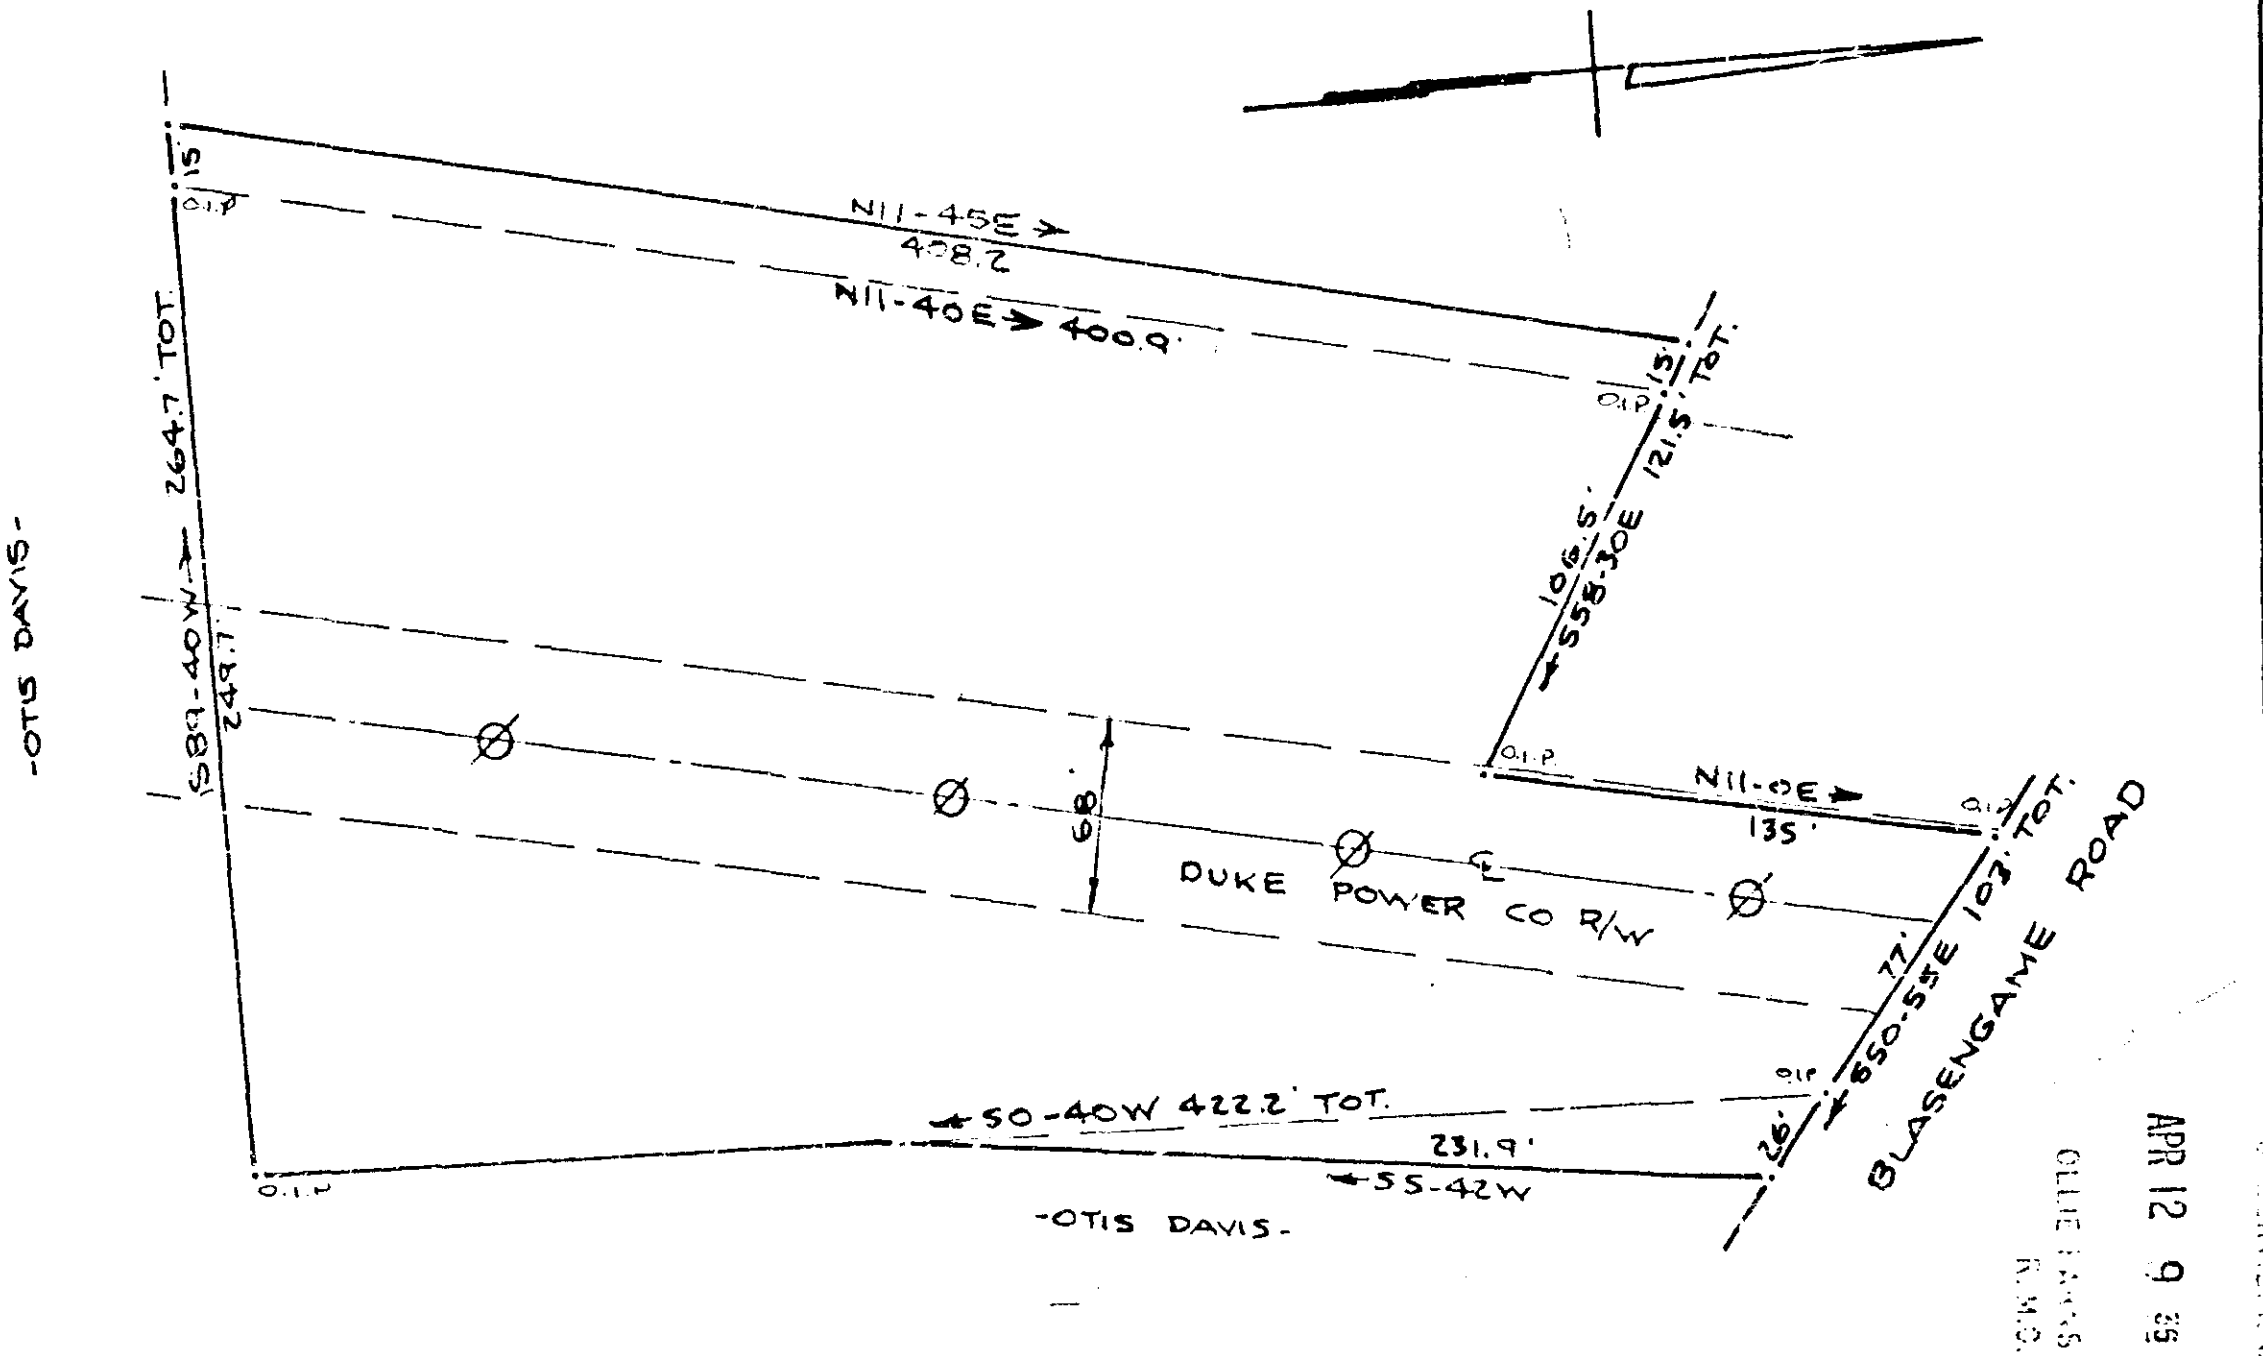 15'
O.I.P
N11-45E
408.2
N11-40E 400.9'
15'
O.I.P.
121.5' TOT.
106.5'
S58-30E
-OTIS DAVIS-
S89-40W 264.7' TOT.
249.7
68'
O.I.P.
N11-0E
135'
O.I.P
DUKE POWER CO R/W
77'
S50-55E 103' TOT.
BLASENGAME ROAD
O.I.P
26'
S0-40W 422.2' TOT.
231.9'
S5-42W
O.I.P
-OTIS DAVIS-
APR 12 9
OLLIE
R.M.C.